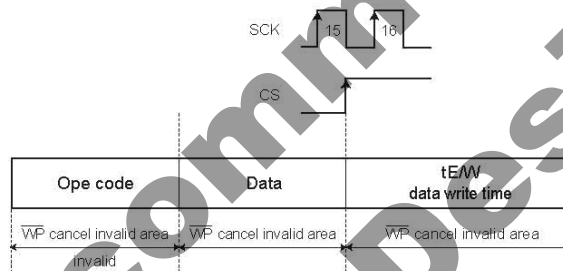 SCK
15
16
CS
Ope code
Data
tE/W
data write time
WP cancel invalid area
WP cancel invalid area
WP cancel invalid area
invalid